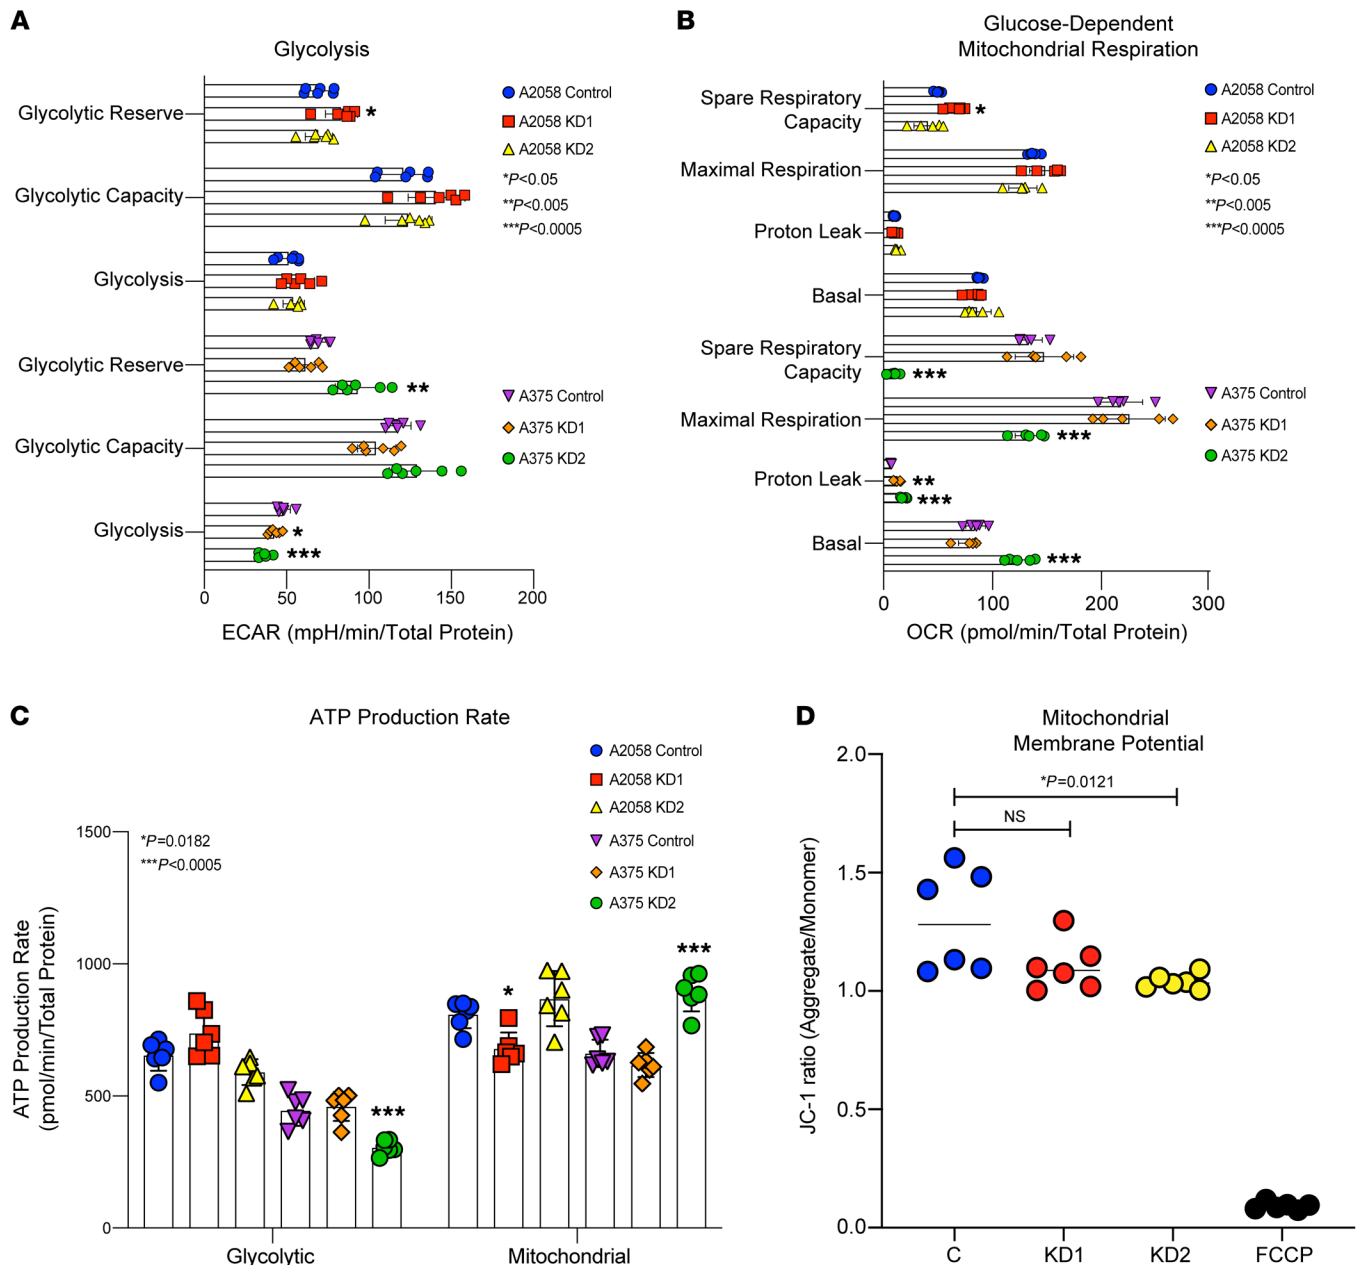 A
Glycolysis
Glycolytic Reserve
*
Glycolytic Capacity
Glycolysis
Glycolytic Reserve
**
Glycolytic Capacity
Glycolysis
*
***
0 50 100 150 200
ECAR (mpH/min/Total Protein)
A2058 Control
A2058 KD1
A2058 KD2
A375 Control
A375 KD1
A375 KD2
B
Glucose-Dependent
Mitochondrial Respiration
Spare Respiratory
Capacity
*
Maximal Respiration
Proton Leak
Basal
Spare Respiratory
Capacity
***
Maximal Respiration
***
Proton Leak
**
***
Basal
***
0 100 200 300
OCR (pmol/min/Total Protein)
A2058 Control
A2058 KD1
A2058 KD2
*P<0.05
**P<0.005
***P<0.0005
*P<0.05
**P<0.005
***P<0.0005
A375 Control
A375 KD1
A375 KD2
C
ATP Production Rate
A2058 Control
A2058 KD1
A2058 KD2
A375 Control
A375 KD1
A375 KD2
*P=0.0182
***P<0.0005
ATP Production Rate
(pmol/min/Total Protein)
1500
1000
500
0
***
*
***
Glycolytic
Mitochondrial
D
Mitochondrial
Membrane Potential
*P=0.0121
NS
JC-1 ratio (Aggregate/Monomer)
2.0
1.5
1.0
0.5
0.0
C KD1 KD2 FCCP